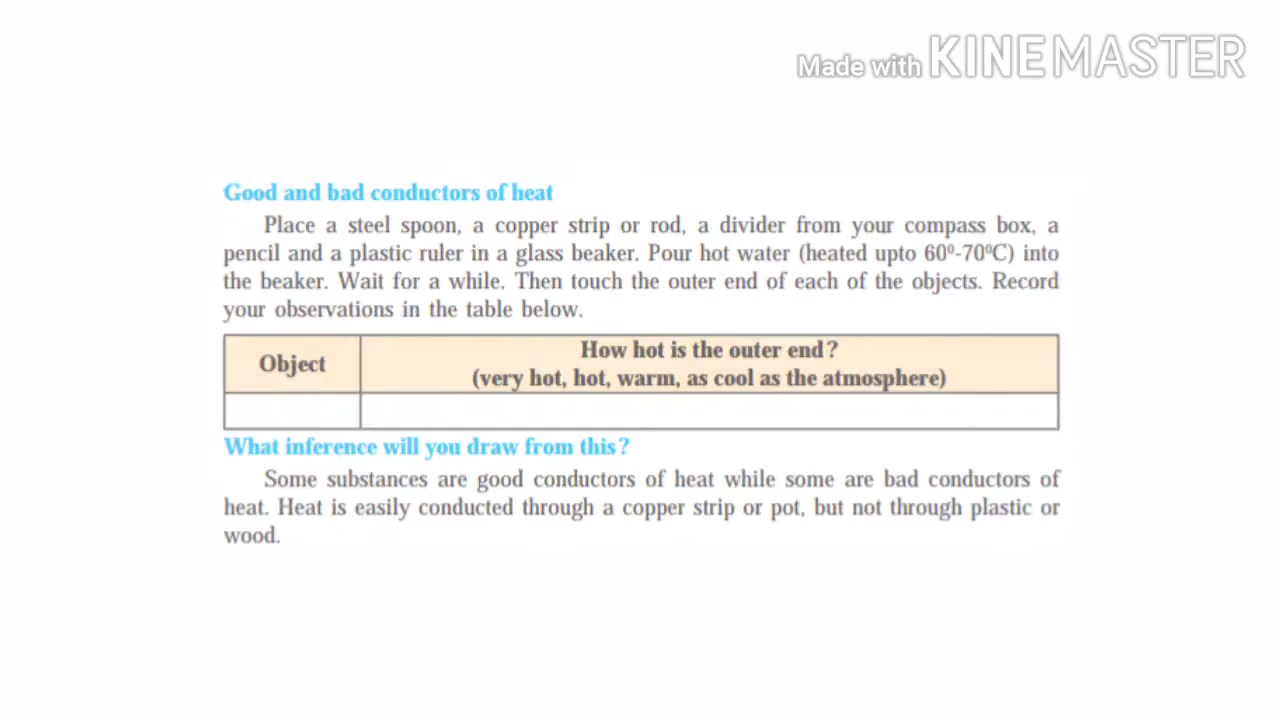 Made with KINEMASTER
Good and bad conductors of heat
Place a steel spoon, a copper strip or rod, a divider from your compass box, a
pencil and a plastic ruler in a glass beaker. Pour hot water (heated upto 60⁰-70⁰C) into
the beaker. Wait for a while. Then touch the outer end of each of the objects. Record
your observations in the table below.
Object
How hot is the outer end?
(very hot, hot, warm, as cool as the atmosphere)
What inference will you draw from this?
Some substances are good conductors of heat while some are bad conductors of
heat. Heat is easily conducted through a copper strip or pot, but not through plastic or
wood.